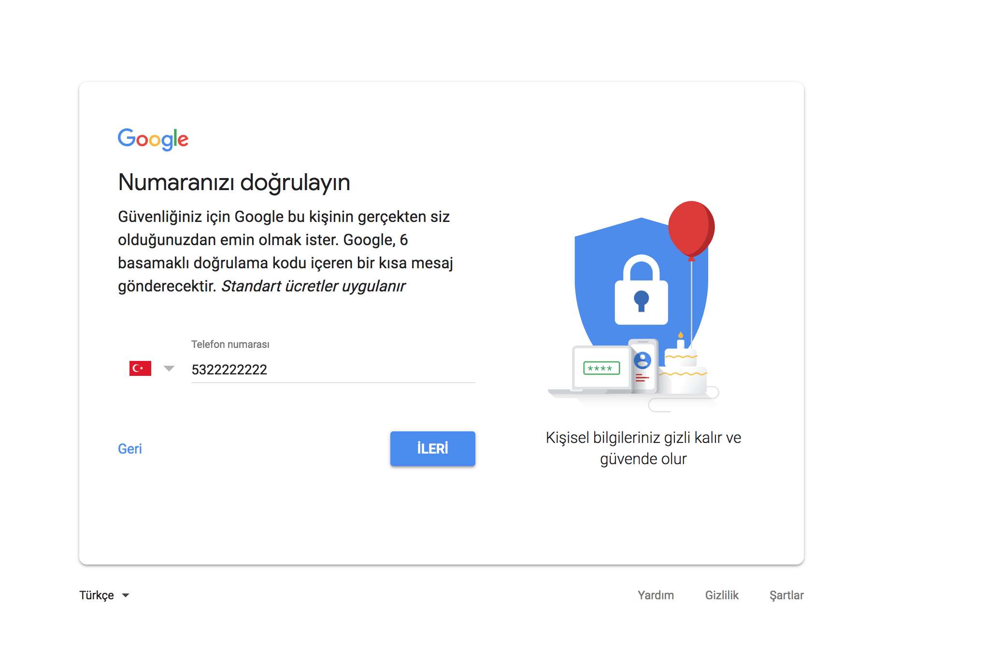 Google
Numaranızı doğrulayın
Güvenliğiniz için Google bu kişinin gerçekten siz
olduğunuzdan emin olmak ister. Google, 6
basamaklı doğrulama kodu içeren bir kısa mesaj
gönderecektir. Standart ücretler uygulanır
Telefon numarası
5322222222
Geri
İLERİ
****
Kişisel bilgileriniz gizli kalır ve
güvende olur
Türkçe
Yardım
Gizlilik
Şartlar